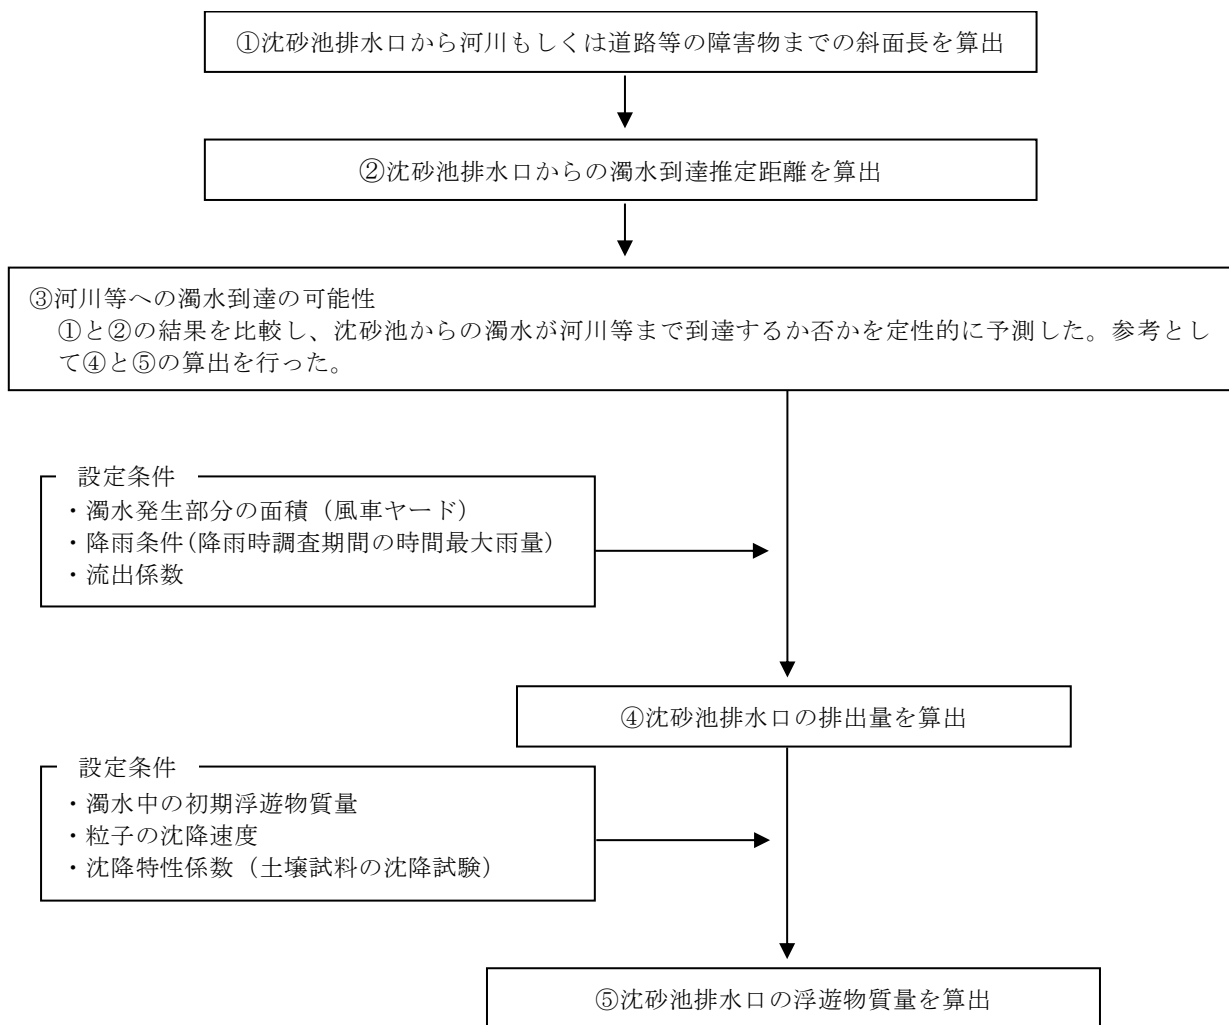 ①沈砂池排水口から河川もしくは道路等の障害物までの斜面長を算出
②沈砂池排水口からの濁水到達推定距離を算出
③河川等への濁水到達の可能性
①と②の結果を比較し、沈砂池からの濁水が河川等まで到達するか否かを定性的に予測した。参考とし
て④と⑤の算出を行った。
設定条件
・濁水発生部分の面積（風車ヤード）
・降雨条件(降雨時調査期間の時間最大雨量)
・流出係数
④沈砂池排水口の排出量を算出
設定条件
・濁水中の初期浮遊物質量
・粒子の沈降速度
・沈降特性係数（土壌試料の沈降試験）
⑤沈砂池排水口の浮遊物質量を算出